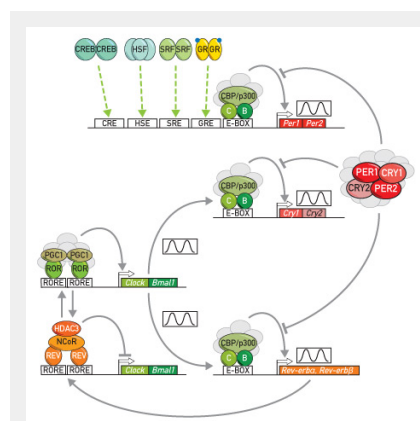 CREB CREB HSF SRF SRF GR GR
CBP/p300
C B
CRE HSE SRE GRE E-BOX Per1 Per2
PER1 CRY1
CRY2 PER2
CBP/p300
C B
E-BOX Cry1 Cry2
PGC1 PGC1
ROR ROR
RORE RORE Clock Bmal1
HDAC3
NCoR
REV REV
RORE RORE Clock Bmal1
CBP/p300
C B
E-BOX Rev-erbα, Rev-erbβ